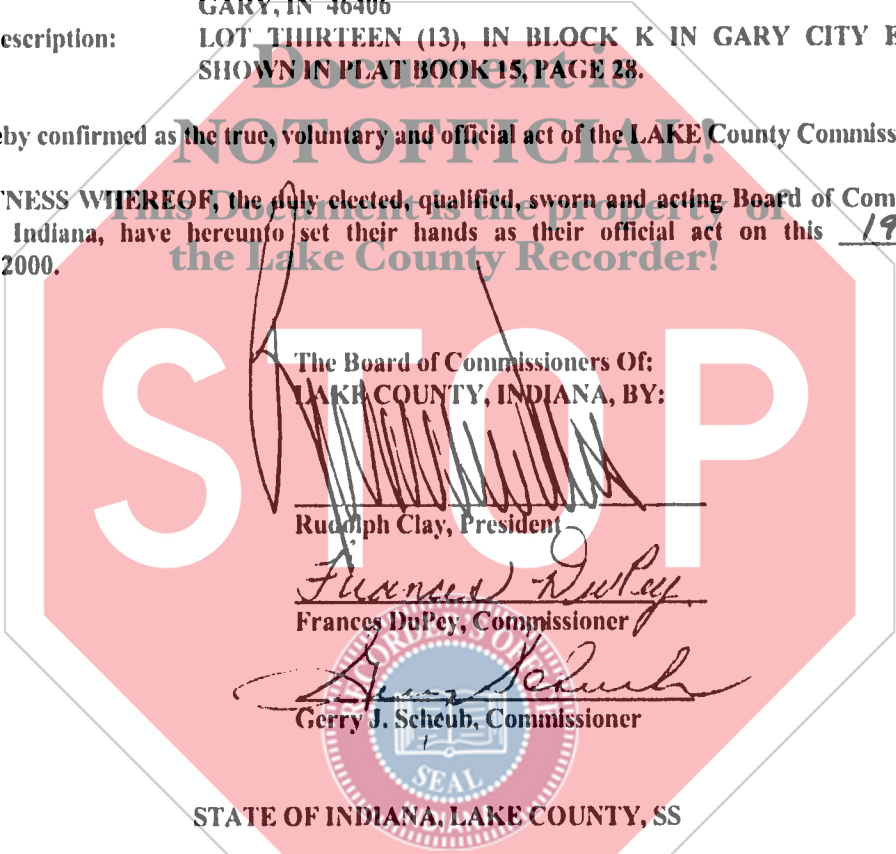 GARY, IN 46406
escription: LOT THIRTEEN (13), IN BLOCK K IN GARY CITY E
SHOWN IN PLAT BOOK 15, PAGE 28.
Document is
eby confirmed as the true, voluntary and official act of the LAKE County Commiss
NOT OFFICIAL!
NESS WHEREOF, the duly elected, qualified, sworn and acting Board of Com
This Document is the property of
Indiana, have hereunto set their hands as their official act on this 19
the Lake County Recorder!
2000.
STOP
The Board of Commissioners Of:
LAKE COUNTY, INDIANA, BY:
Rudolph Clay, President
Frances DuPey
Frances DuPey, Commissioner
Gerry J. Scheub
Gerry J. Scheub, Commissioner
SEAL
STATE OF INDIANA, LAKE COUNTY, SS